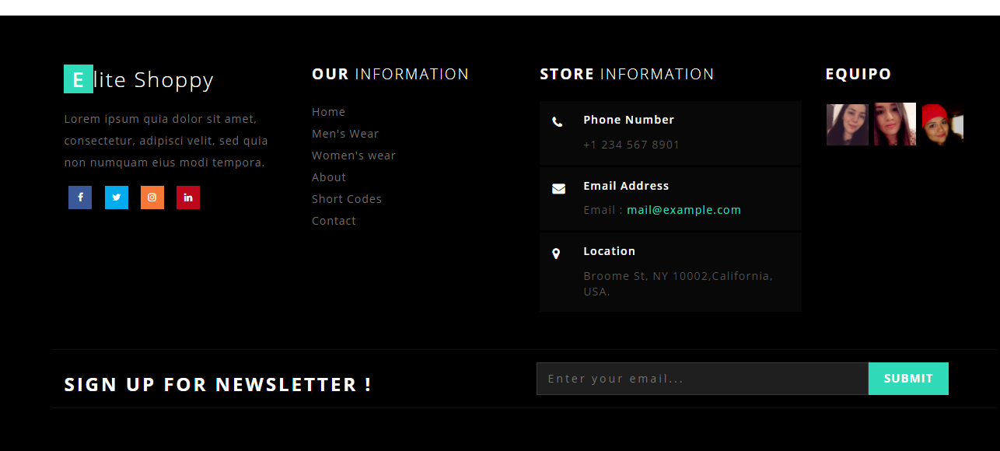 Elite Shoppy
Lorem ipsum quia dolor sit amet,
consectetur, adipisci velit, sed quia
non numquam eius modi tempora.
OUR INFORMATION
Home
Men's Wear
Women's wear
About
Short Codes
Contact
STORE INFORMATION
Phone Number
+1 234 567 8901
Email Address
Email : mail@example.com
Location
Broome St, NY 10002,California,
USA.
EQUIPO
SIGN UP FOR NEWSLETTER !
Enter your email...
SUBMIT